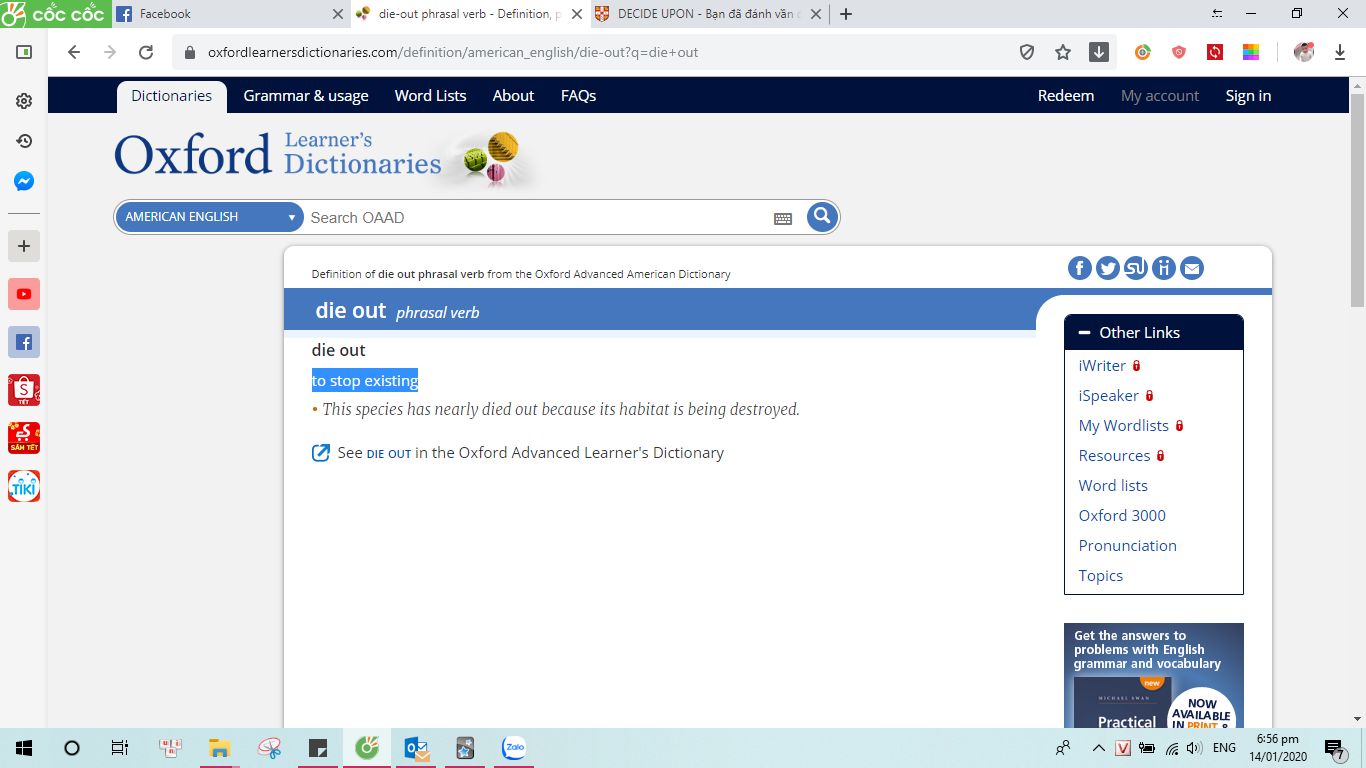 CỐC CỐC
Facebook
die-out phrasal verb - Definition, p
DECIDE UPON - Bạn đã đánh vần
oxfordlearnersdictionaries.com/definition/american_english/die-out?q=die+out
Dictionaries
Grammar & usage
Word Lists
About
FAQs
Redeem
My account
Sign in
Oxford Learner's Dictionaries
AMERICAN ENGLISH
Search OAAD
Definition of die out phrasal verb from the Oxford Advanced American Dictionary
die out phrasal verb
die out
to stop existing
• This species has nearly died out because its habitat is being destroyed.
See DIE OUT in the Oxford Advanced Learner's Dictionary
Other Links
iWriter
iSpeaker
My Wordlists
Resources
Word lists
Oxford 3000
Pronunciation
Topics
Get the answers to
problems with English
grammar and vocabulary
new
MICHAEL SWAN
Practical
NOW
AVAILABLE
IN PRINT &
TẾT
SẮM TẾT
TIKI
Zalo
ENG
6:56 pm
14/01/2020
7